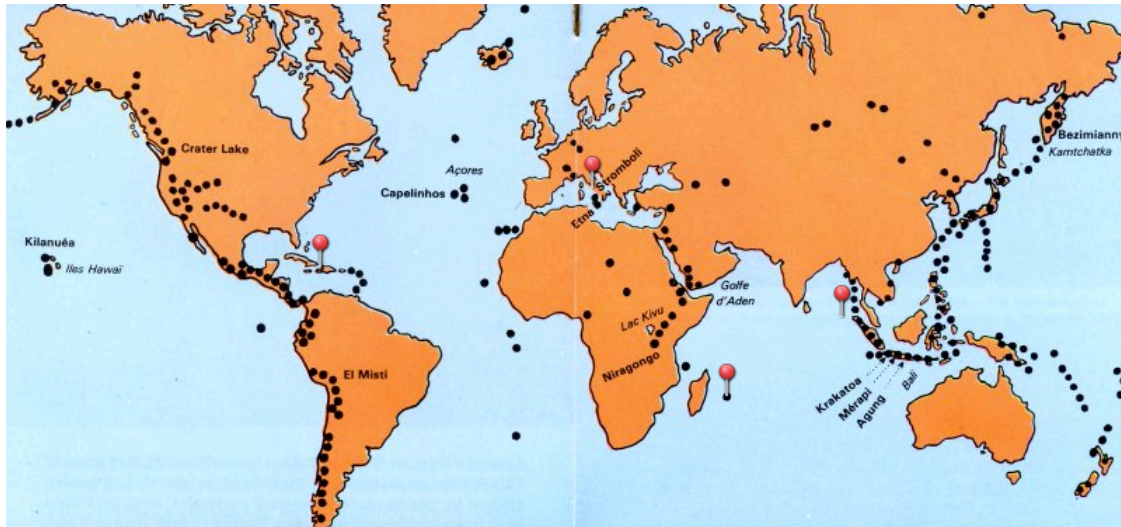 Crater Lake
Kilanuéa
Iles Hawaï
El Misti
Açores
Capelinhos
Stromboli
Etna
Golfe
d'Aden
Lac Kivu
Niragongo
Krakatoa
Mérapi
Agung
Bali
Bezimianny
Kamtchatka